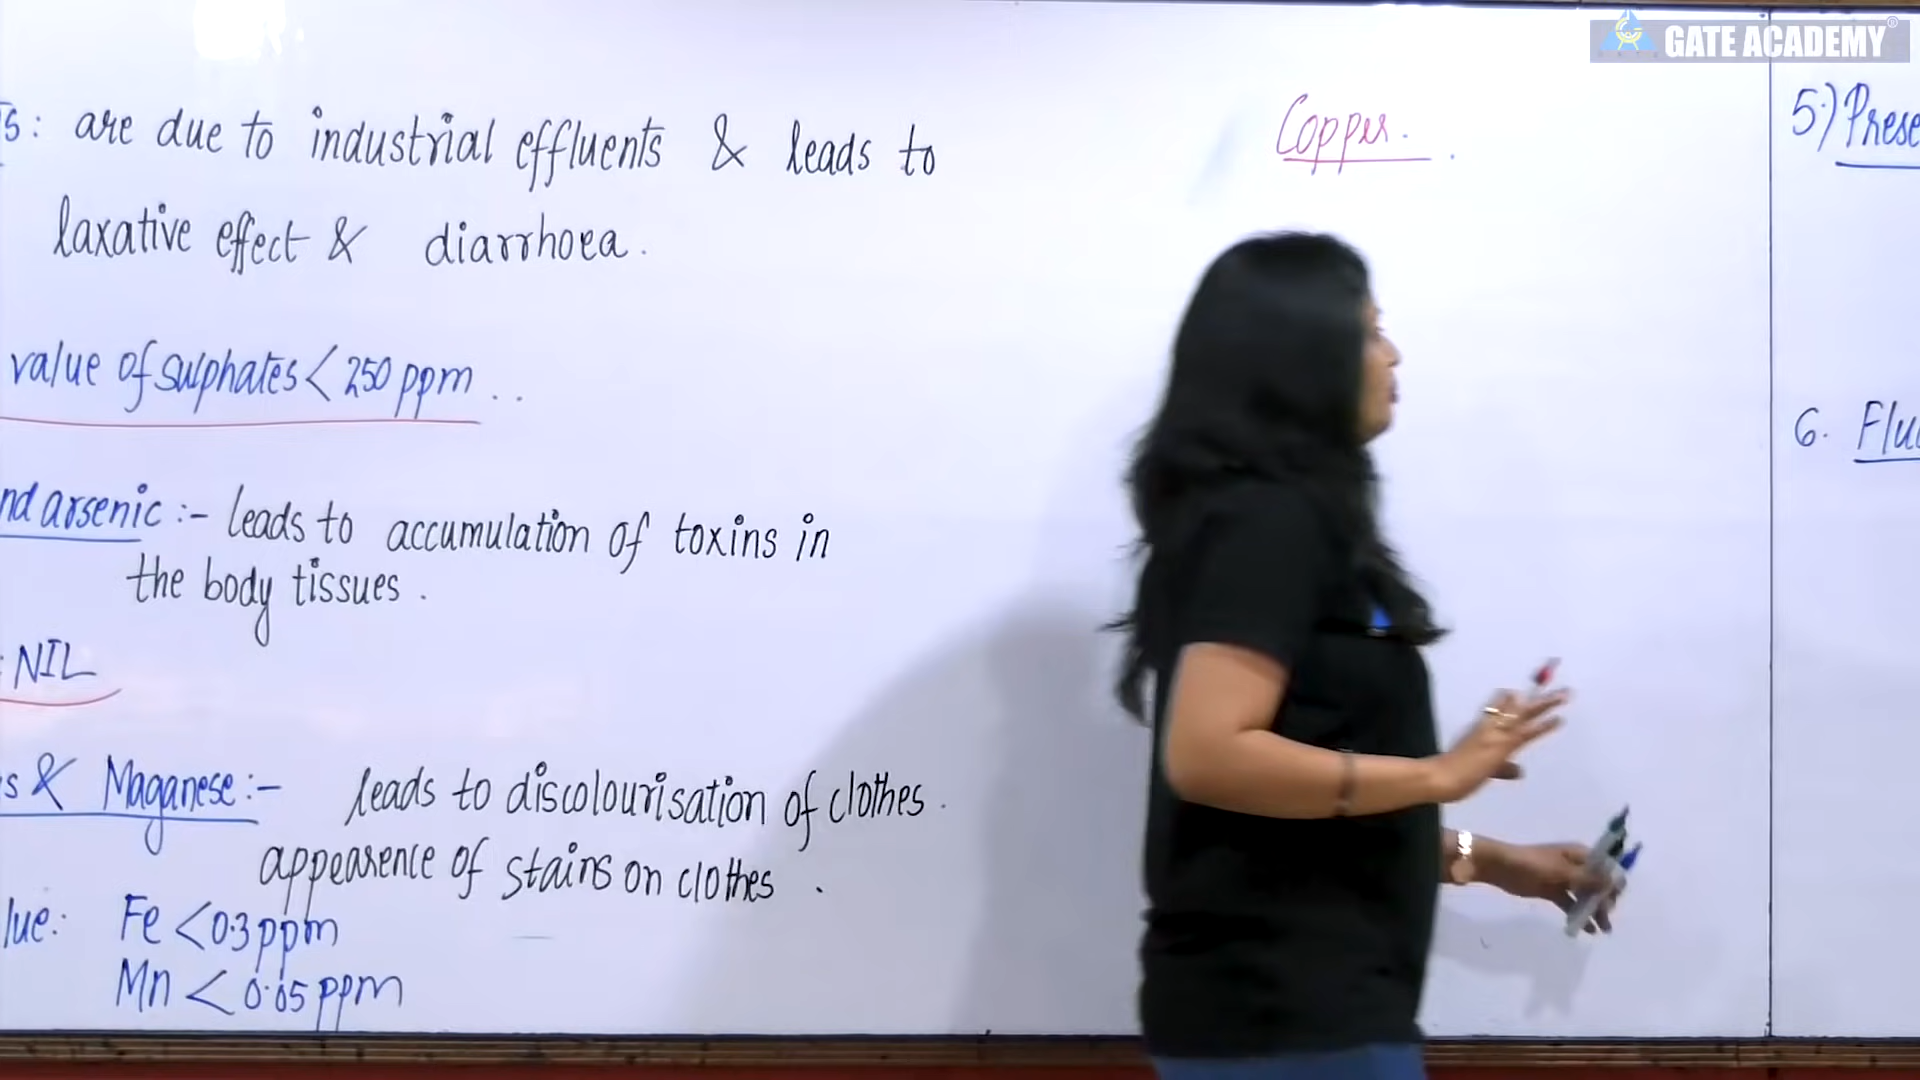 GATE ACADEMY
s: are due to industrial effluents & leads to
laxative effect & diarrhoea.
value of sulphates < 250 ppm ..
nd arsenic :- leads to accumulation of toxins in
the body tissues .
: NIL
s & Maganese :- leads to discolourisation of clothes .
appearence of stains on clothes .
lue: Fe < 0.3 ppm
Mn < 0.05 ppm
Copper.
5) Prese
6. Flu